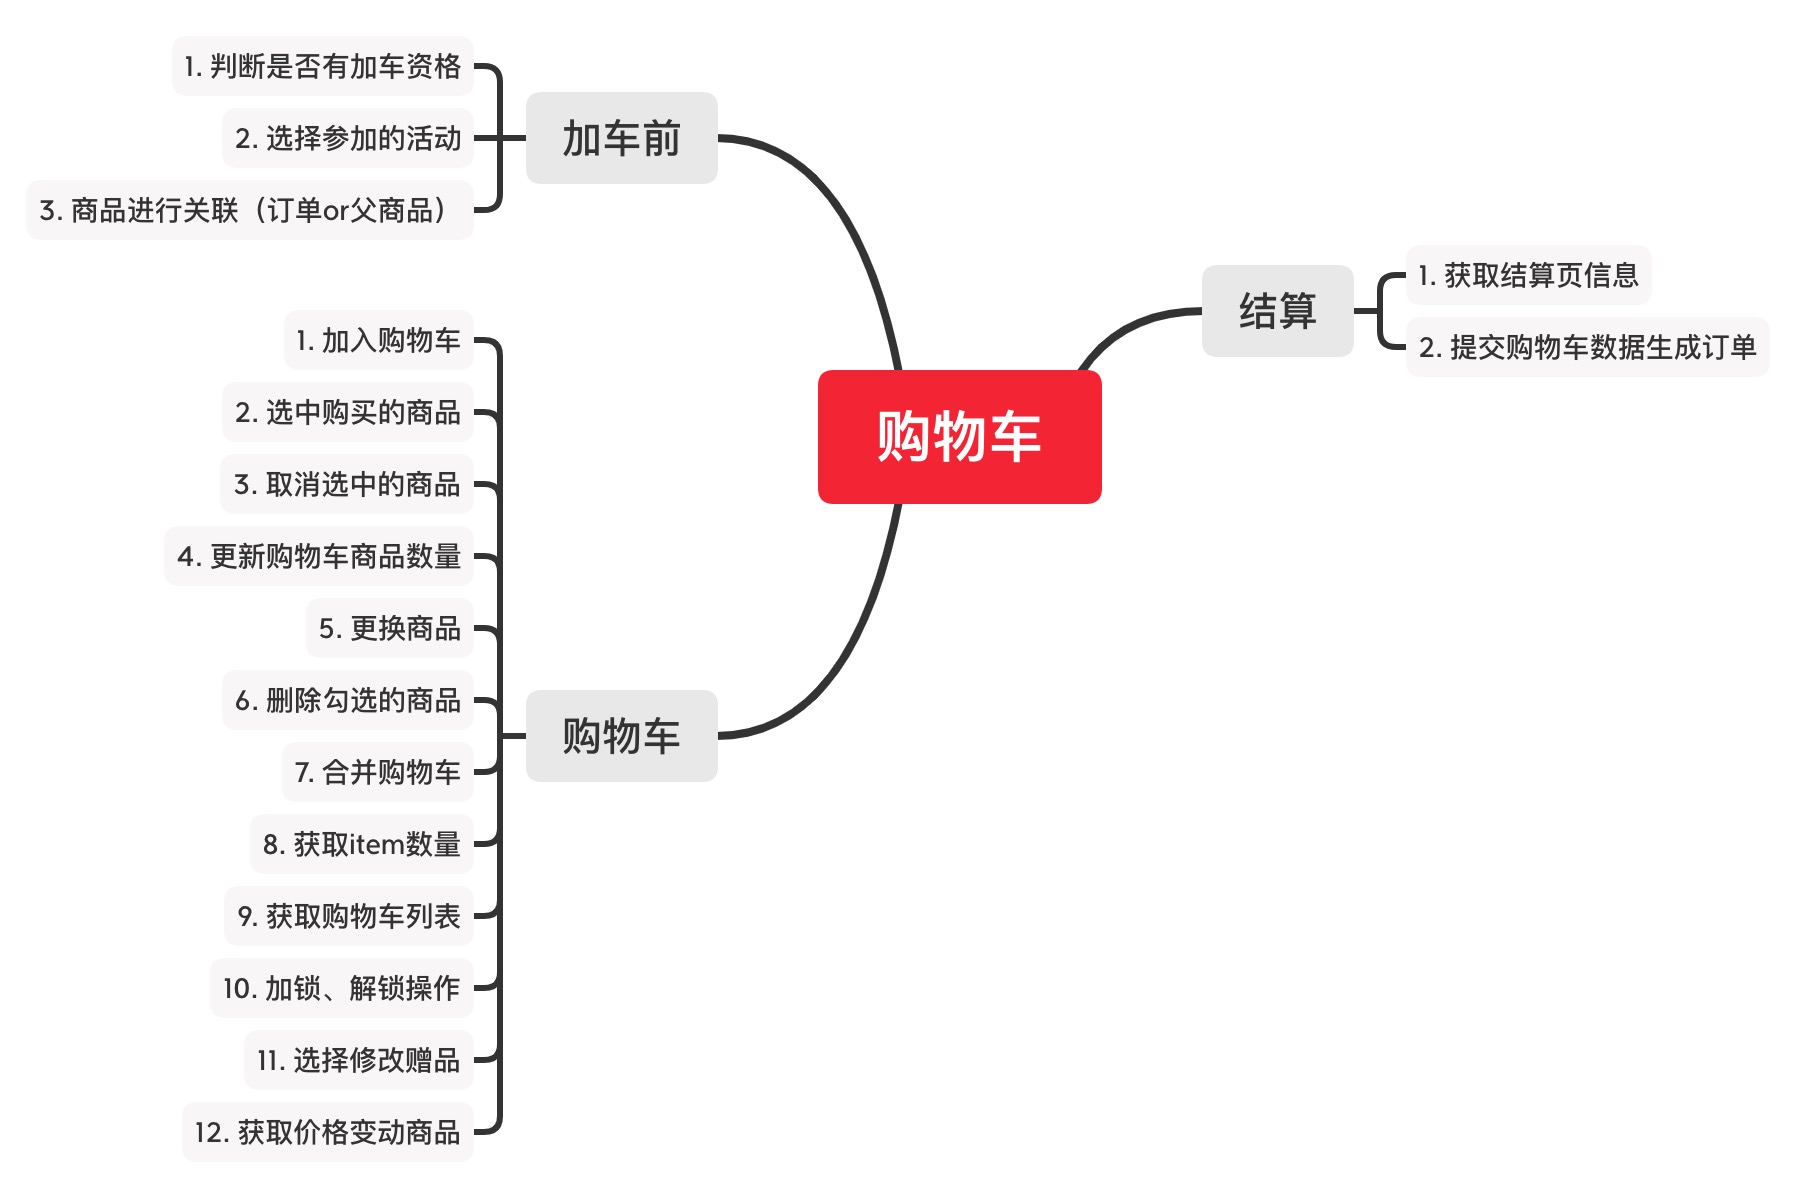 购物车
加车前
1. 判断是否有加车资格
2. 选择参加的活动
3. 商品进行关联（订单or父商品）
购物车
1. 加入购物车
2. 选中购买的商品
3. 取消选中的商品
4. 更新购物车商品数量
5. 更换商品
6. 删除勾选的商品
7. 合并购物车
8. 获取item数量
9. 获取购物车列表
10. 加锁、解锁操作
11. 选择修改赠品
12. 获取价格变动商品
结算
1. 获取结算页信息
2. 提交购物车数据生成订单